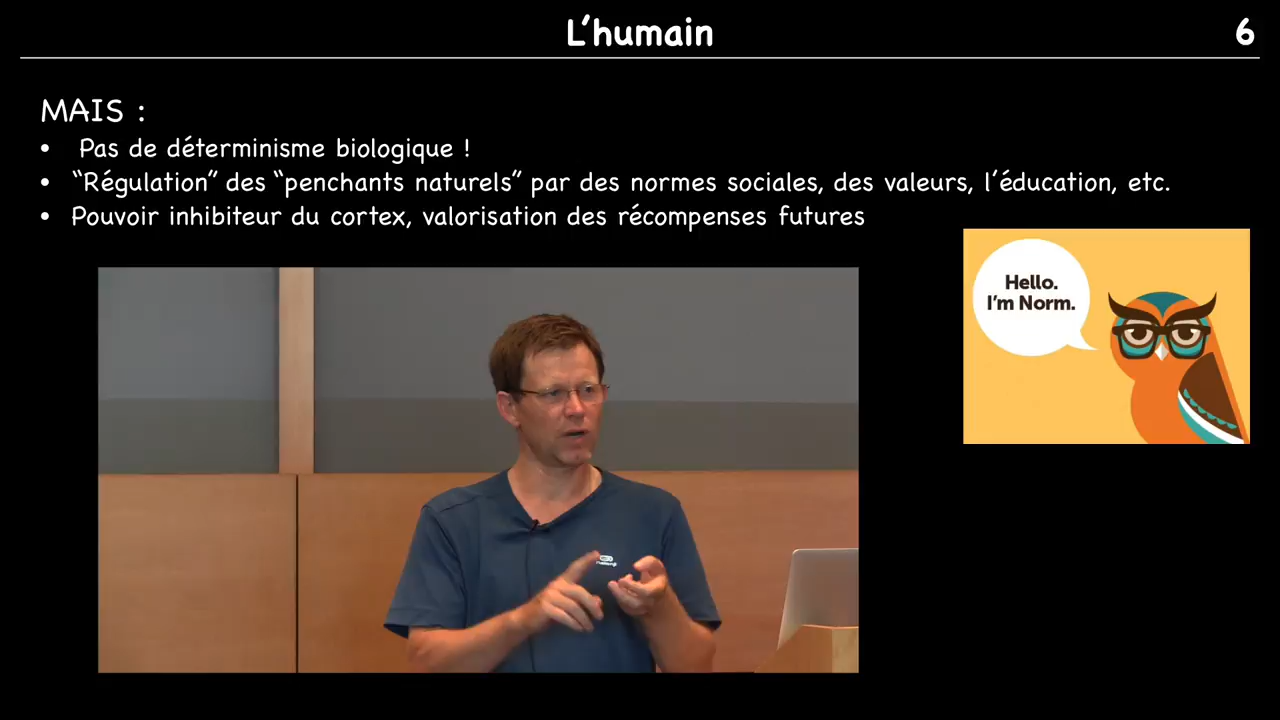 L'humain
6
MAIS :
• Pas de déterminisme biologique !
• "Régulation" des "penchants naturels" par des normes sociales, des valeurs, l'éducation, etc.
• Pouvoir inhibiteur du cortex, valorisation des récompenses futures
Hello.
I'm Norm.